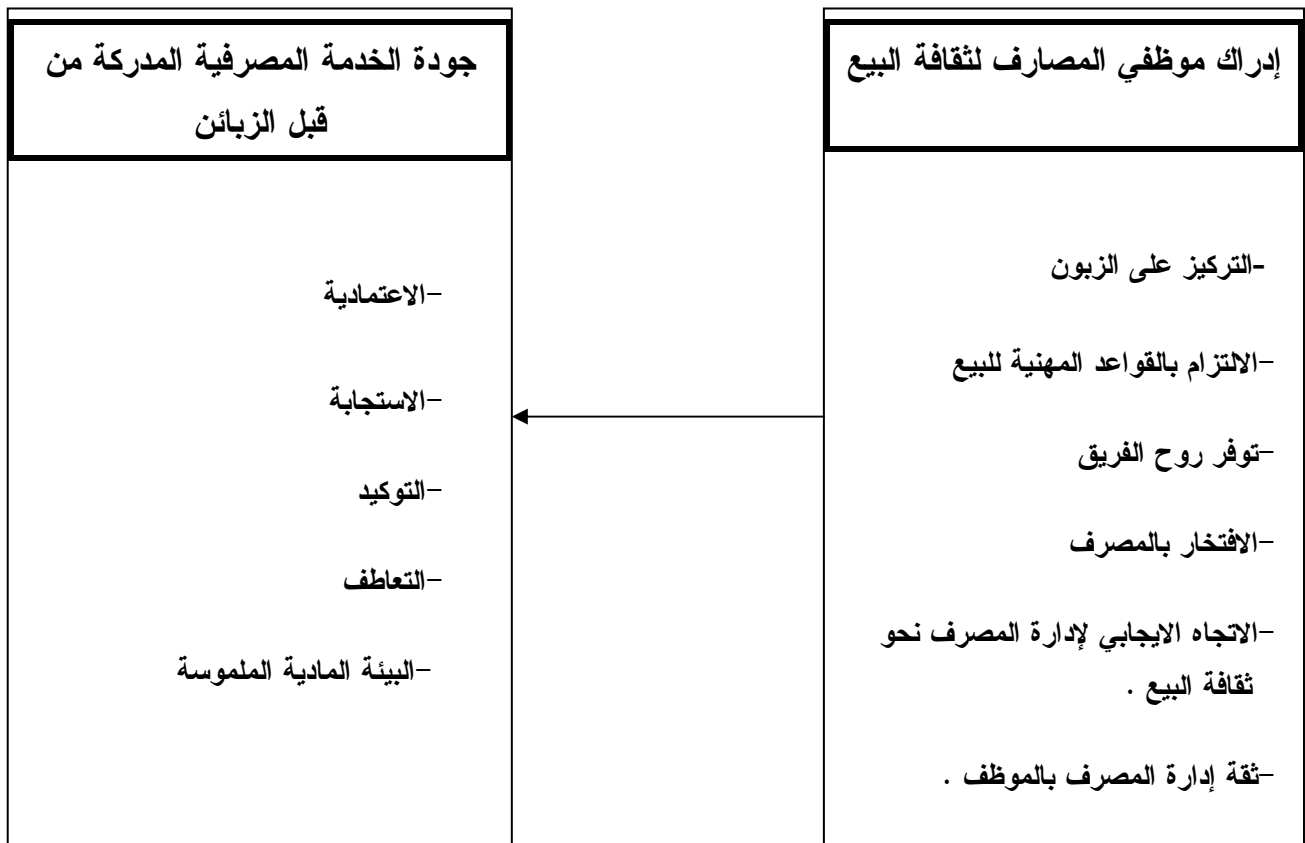 إدراك موظفي المصارف لثقافة البيع
-التركيز على الزبون
-الالتزام بالقواعد المهنية للبيع
-توفر روح الفريق
-الافتخار بالمصرف
-الاتجاه الايجابي لإدارة المصرف نحو
ثقافة البيع .
-ثقة إدارة المصرف بالموظف .
جودة الخدمة المصرفية المدركة من
قبل الزبائن
-الاعتمادية
-الاستجابة
-التوكيد
-التعاطف
-البيئة المادية الملموسة